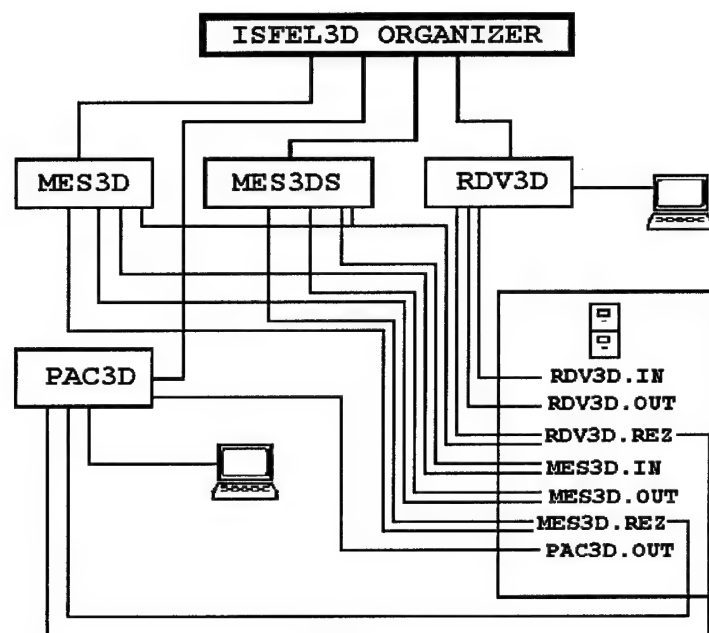 ISFEL3D ORGANIZER
MES3D
MES3DS
RDV3D
PAC3D
RDV3D.IN
RDV3D.OUT
RDV3D.REZ
MES3D.IN
MES3D.OUT
MES3D.REZ
PAC3D.OUT